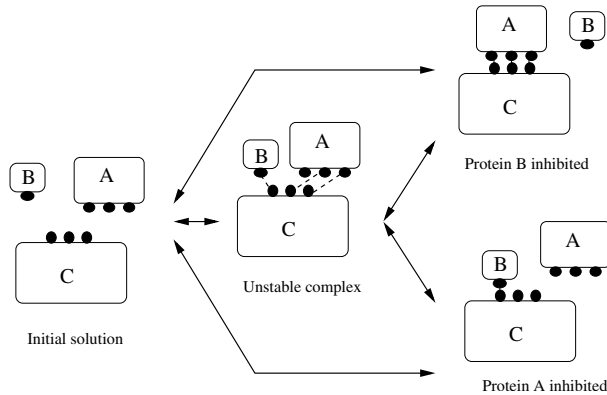 A
B
C
Protein B inhibited
B
A
C
Initial solution
B
A
C
Unstable complex
A
B
C
Protein A inhibited